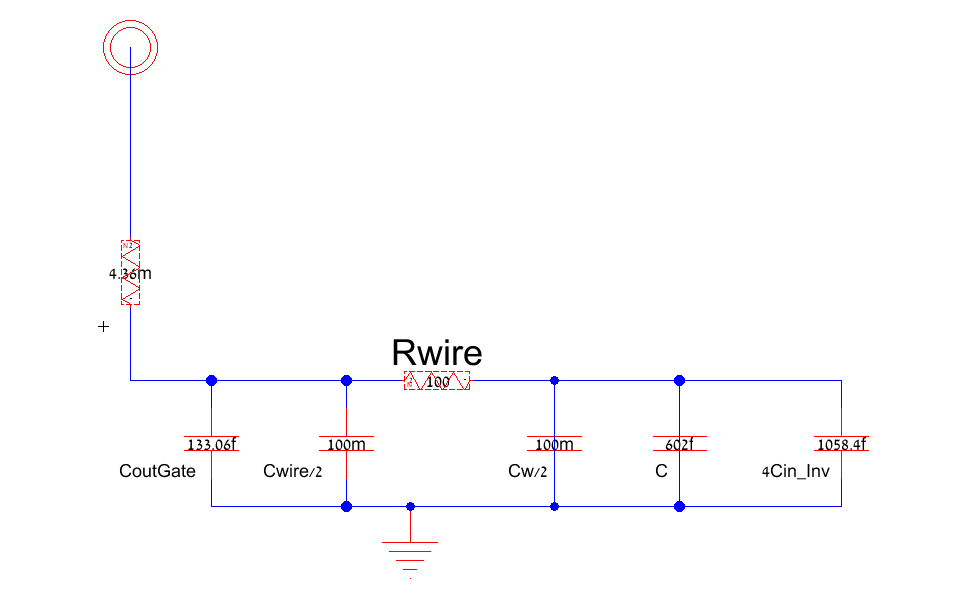 4.36m
+
Rwire
100
133.06f
100m
100m
602f
1058.4f
CoutGate
Cwire/2
Cw/2
C
4Cin_Inv